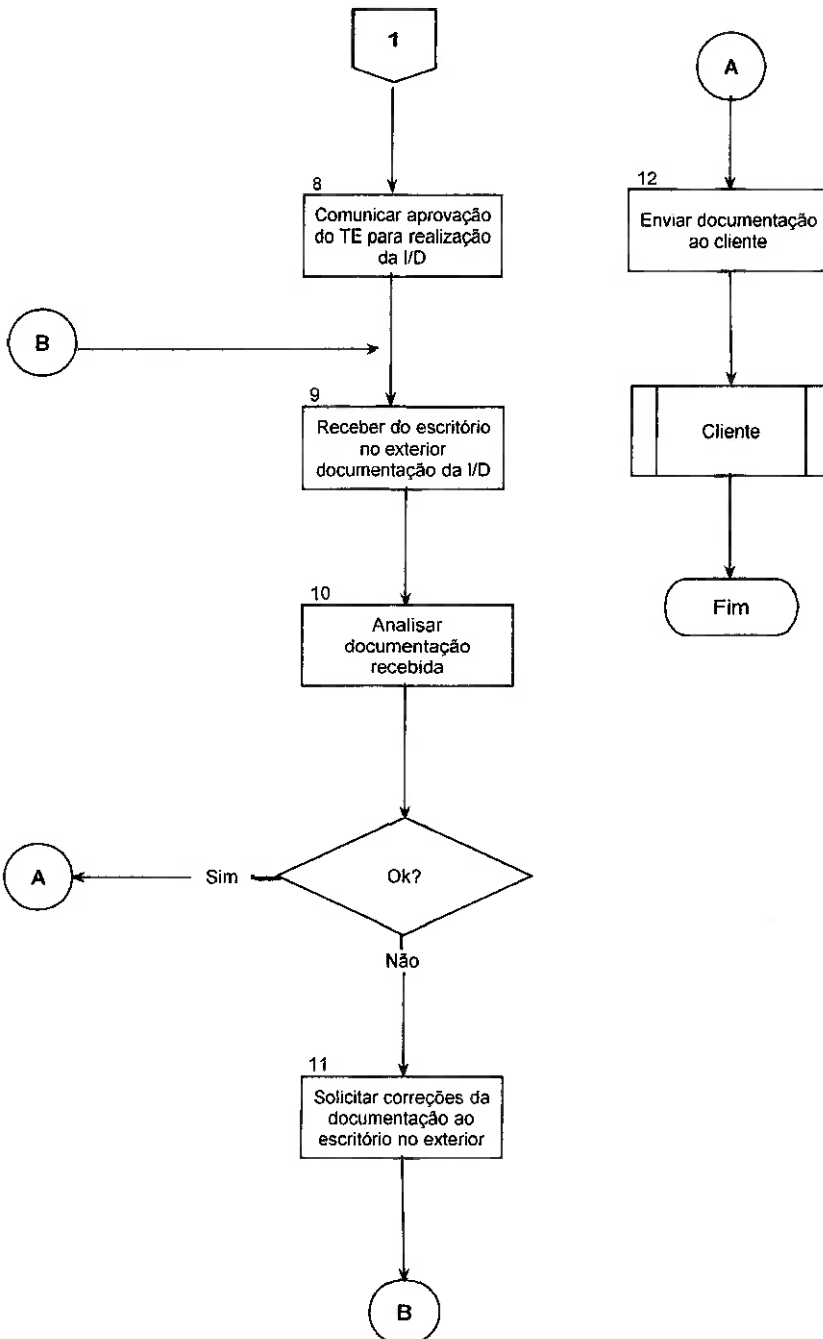 1
8
Comunicar aprovação
do TE para realização
da I/D
B
9
Receber do escritório
no exterior
documentação da I/D
10
Analisar
documentação
recebida
Ok?
Sim
A
Não
11
Solicitar correções da
documentação ao
escritório no exterior
B
A
12
Enviar documentação
ao cliente
Cliente
Fim